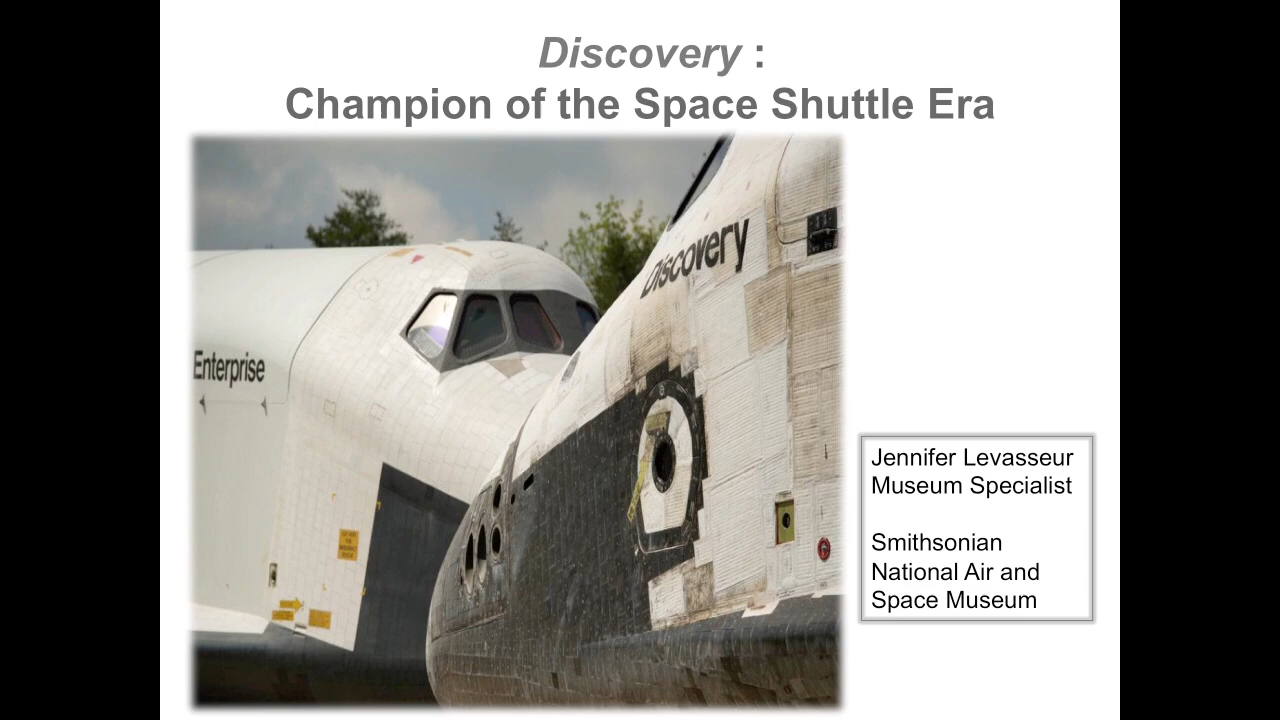 Discovery :
Champion of the Space Shuttle Era
Discovery
Enterprise
Jennifer Levasseur
Museum Specialist
Smithsonian
National Air and
Space Museum